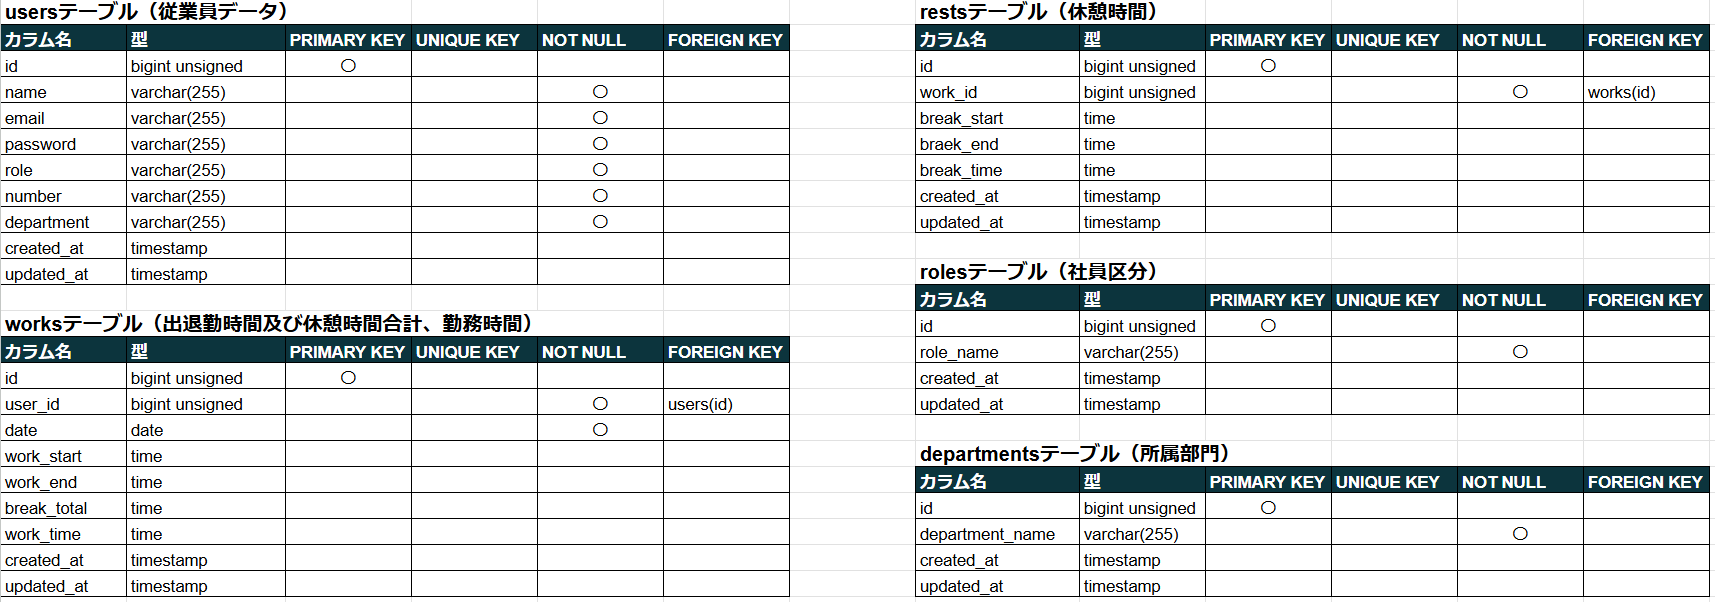 usersテーブル（従業員データ）
カラム名 型 PRIMARY KEY UNIQUE KEY NOT NULL FOREIGN KEY
id bigint unsigned 〇
name varchar(255) 〇
email varchar(255) 〇
password varchar(255) 〇
role varchar(255) 〇
number varchar(255) 〇
department varchar(255) 〇
created_at timestamp
updated_at timestamp
worksテーブル（出退勤時間及び休憩時間合計、勤務時間）
カラム名 型 PRIMARY KEY UNIQUE KEY NOT NULL FOREIGN KEY
id bigint unsigned 〇
user_id bigint unsigned 〇 users(id)
date date 〇
work_start time
work_end time
break_total time
work_time time
created_at timestamp
updated_at timestamp
restsテーブル（休憩時間）
カラム名 型 PRIMARY KEY UNIQUE KEY NOT NULL FOREIGN KEY
id bigint unsigned 〇
work_id bigint unsigned 〇 works(id)
break_start time
braek_end time
break_time time
created_at timestamp
updated_at timestamp
rolesテーブル（社員区分）
カラム名 型 PRIMARY KEY UNIQUE KEY NOT NULL FOREIGN KEY
id bigint unsigned 〇
role_name varchar(255) 〇
created_at timestamp
updated_at timestamp
departmentsテーブル（所属部門）
カラム名 型 PRIMARY KEY UNIQUE KEY NOT NULL FOREIGN KEY
id bigint unsigned 〇
department_name varchar(255) 〇
created_at timestamp
updated_at timestamp